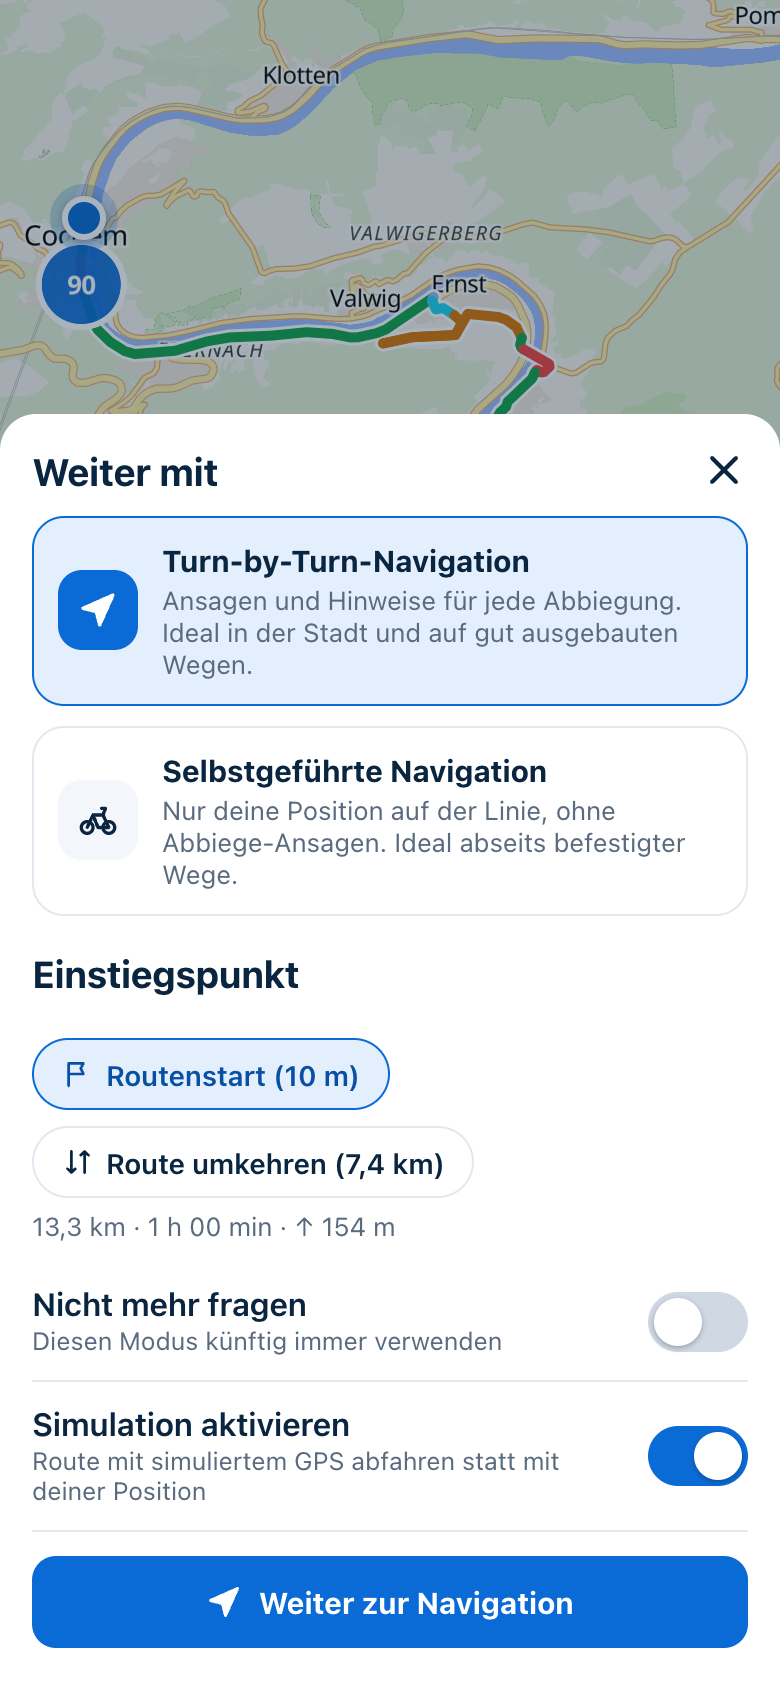 Pom
Klotten
Cochem
VALWIGERBERG
90
Valwig
Ernst
Weiter mit
Turn-by-Turn-Navigation
Ansagen und Hinweise für jede Abbiegung.
Ideal in der Stadt und auf gut ausgebauten
Wegen.
Selbstgeführte Navigation
Nur deine Position auf der Linie, ohne
Abbiege-Ansagen. Ideal abseits befestigter
Wege.
Einstiegspunkt
Routenstart (10 m)
Route umkehren (7,4 km)
13,3 km · 1 h 00 min · ↑ 154 m
Nicht mehr fragen
Diesen Modus künftig immer verwenden
Simulation aktivieren
Route mit simuliertem GPS abfahren statt mit
deiner Position
Weiter zur Navigation